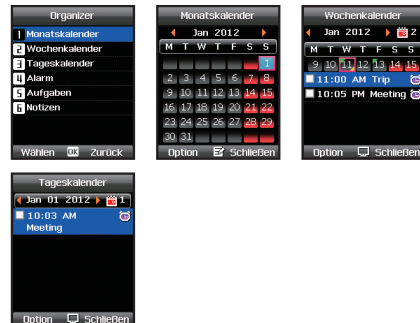 Organizer
1 Monatskalender
2 Wochenkalender
3 Tageskalender
4 Alarm
5 Aufgaben
6 Notizen
Wählen OK Zurück
Monatskalender
Jan 2012
M T W T F S S
1
2 3 4 5 6 7 8
9 10 11 12 13 14 15
16 17 18 19 20 21 22
23 24 25 26 27 28 29
30 31
Option Schließen
Wochenkalender
Jan 2012 2
M T W T F S S
9 10 11 12 13 14 15
11:00 AM Trip
10:05 PM Meeting
Option Schließen
Tageskalender
Jan 01 2012 1
10:03 AM
Meeting
Option Schließen